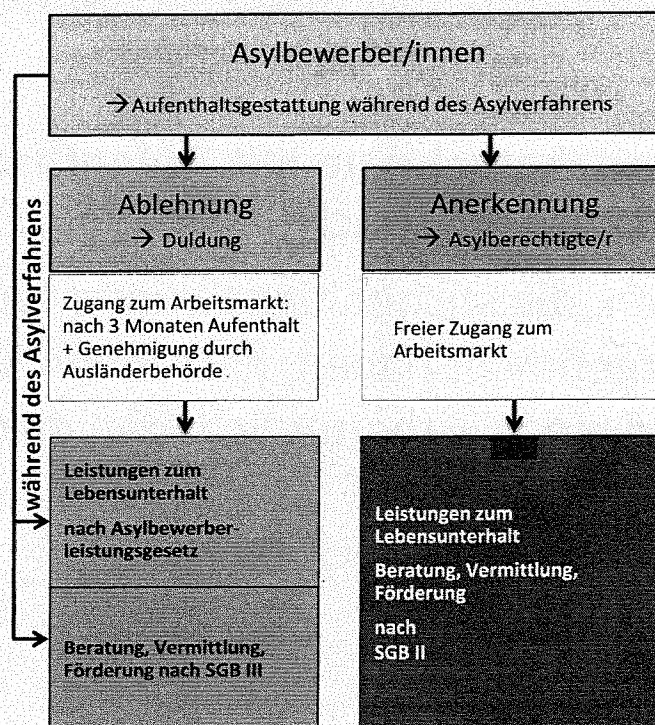 Asylbewerber/innen
→ Aufenthaltsgestattung während des Asylverfahrens
während des Asylverfahrens
Ablehnung
→ Duldung
Zugang zum Arbeitsmarkt:
nach 3 Monaten Aufenthalt
+ Genehmigung durch
Ausländerbehörde
Leistungen zum
Lebensunterhalt
nach Asylbewerber-
leistungsgesetz
Beratung, Vermittlung,
Förderung nach SGB III
Anerkennung
→ Asylberechtigte/r
Freier Zugang zum
Arbeitsmarkt
Leistungen zum
Lebensunterhalt
Beratung, Vermittlung,
Förderung
nach
SGB II